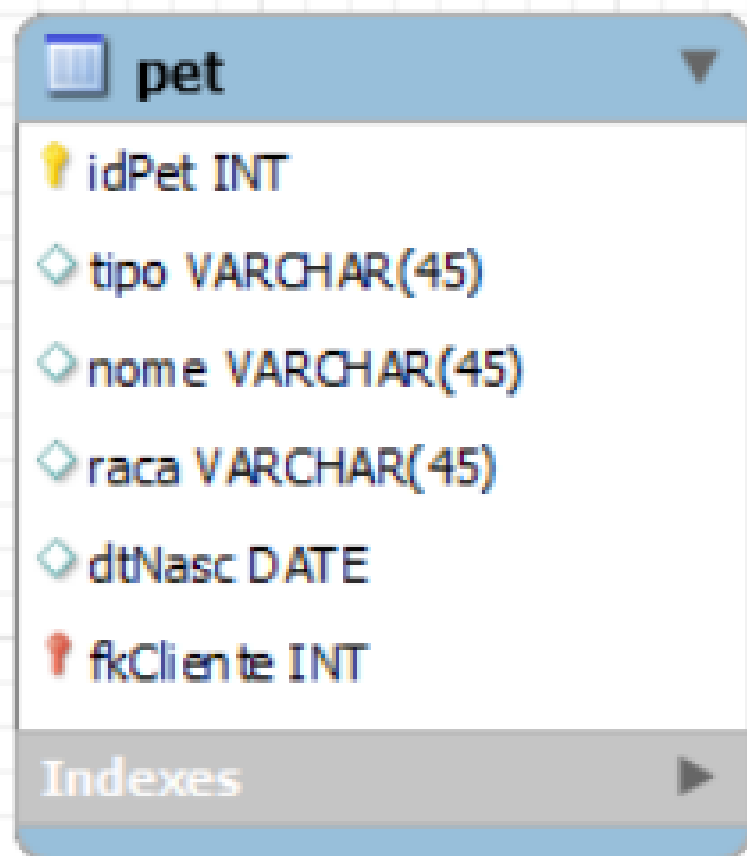 pet
idPet INT
tipo VARCHAR(45)
nome VARCHAR(45)
raca VARCHAR(45)
dtNasc DATE
fkCliente INT
Indexes